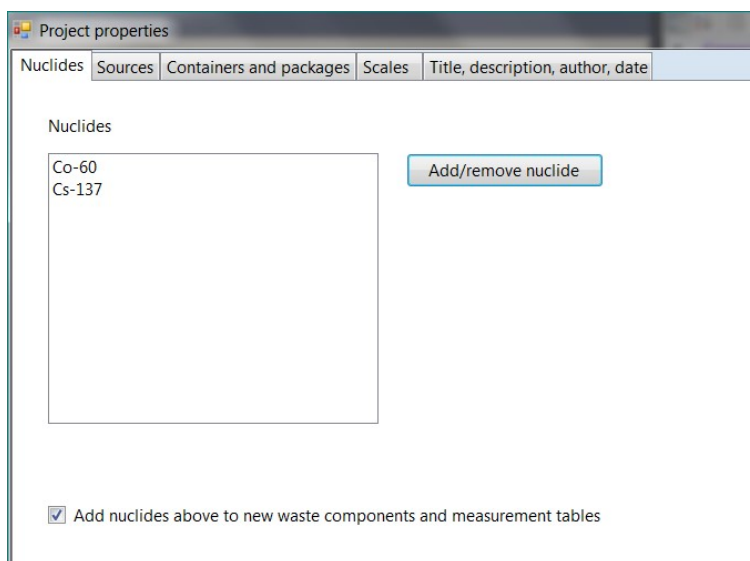 Project properties
Nuclides Sources Containers and packages Scales Title, description, author, date
Nuclides
Co-60 Add/remove nuclide
Cs-137
Add nuclides above to new waste components and measurement tables